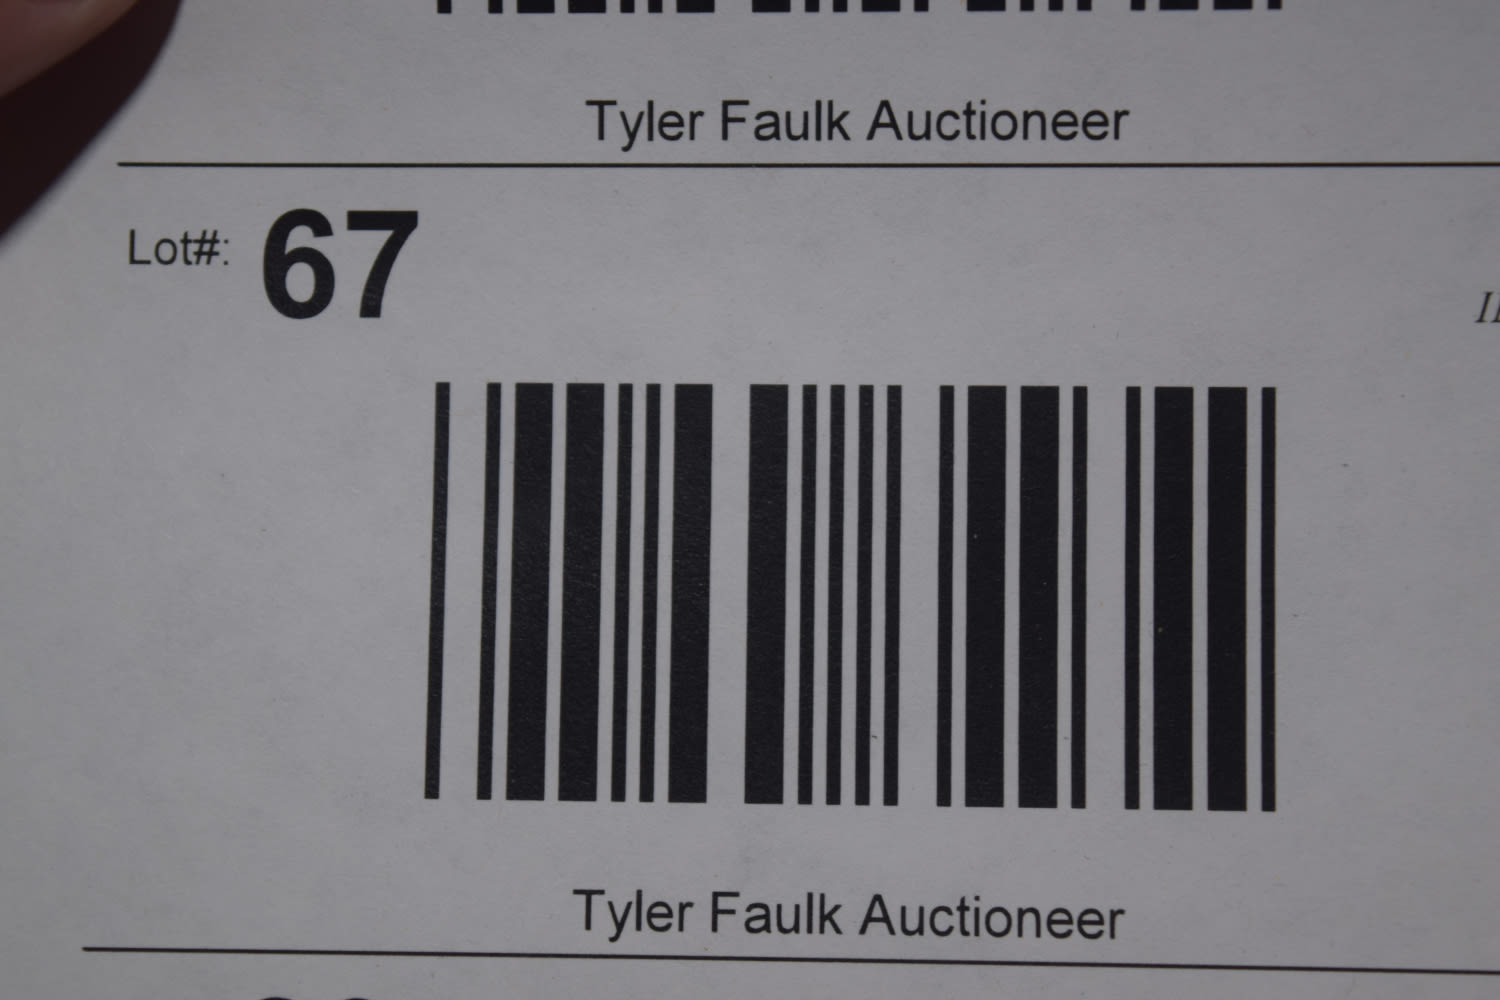 Tyler Faulk Auctioneer
Lot#: 67
Tyler Faulk Auctioneer